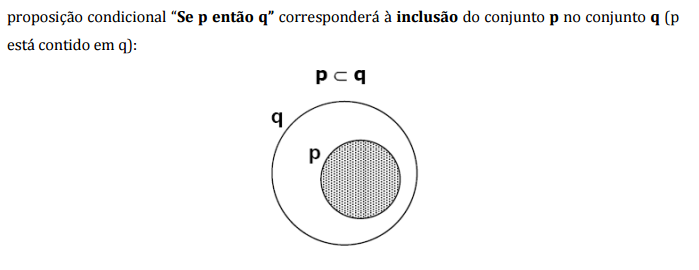 proposição condicional “Se p então q” corresponderá à inclusão do conjunto p no conjunto q (p
está contido em q):
p ⊂ q
q
p